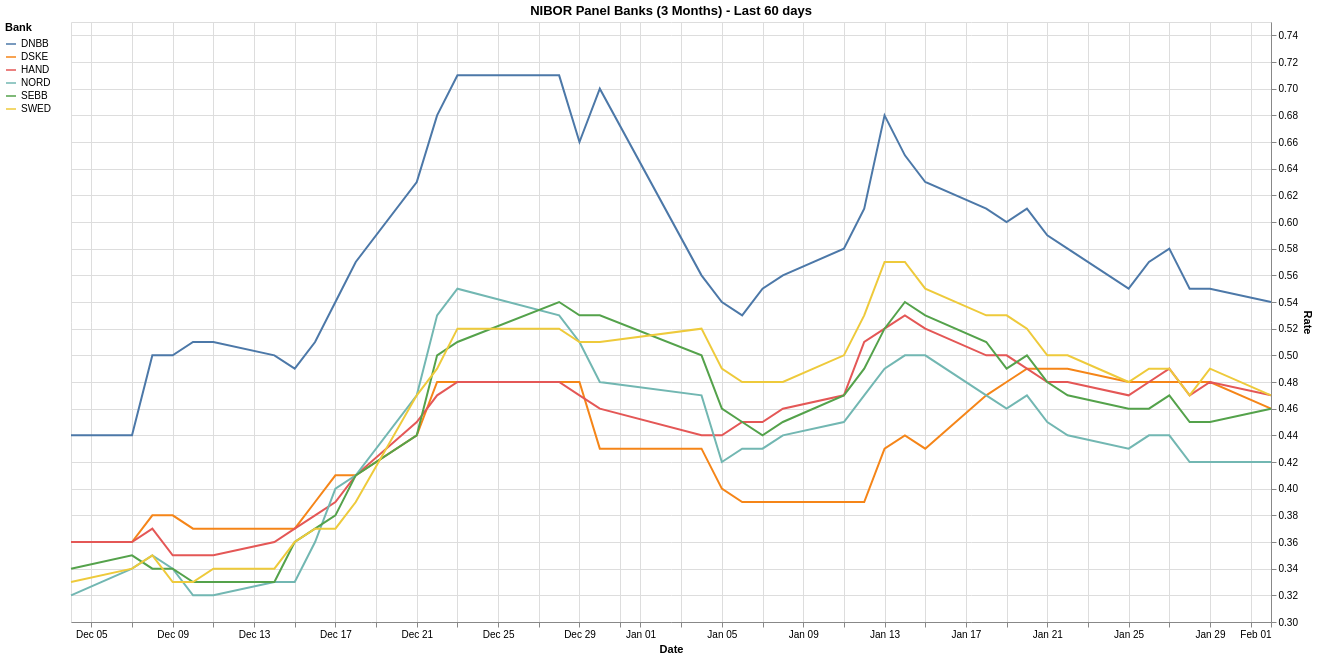 NIBOR Panel Banks (3 Months) - Last 60 days
Bank
DNBB
DSKE
HAND
NORD
SEBB
SWED
0.74
0.72
0.70
0.68
0.66
0.64
0.62
0.60
0.58
0.56
0.54
0.52
0.50
0.48
0.46
0.44
0.42
0.40
0.38
0.36
0.34
0.32
0.30
Rate
Dec 05 Dec 09 Dec 13 Dec 17 Dec 21 Dec 25 Dec 29 Jan 01 Jan 05 Jan 09 Jan 13 Jan 17 Jan 21 Jan 25 Jan 29 Feb 01
Date